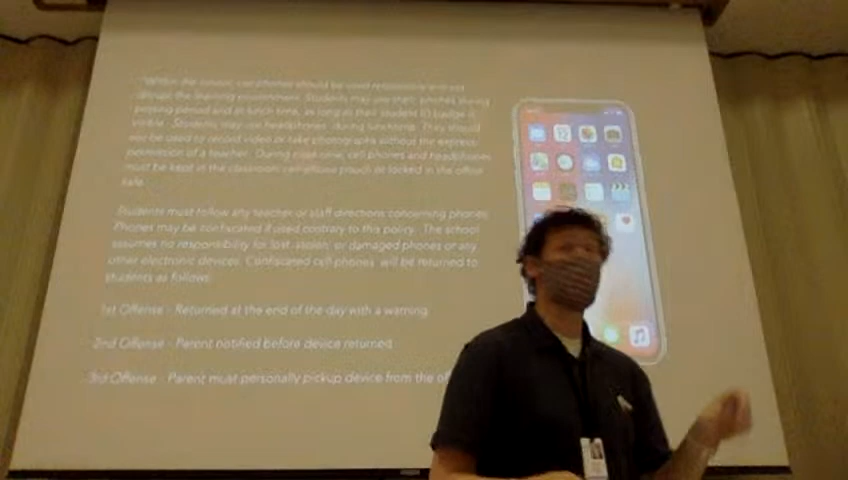 the school, cell phones should be used responsibly and not
disrupt the learning environment. Students may use their phones during
passing period and at lunch time, as long as their student ID badge is
visible. Students may use headphones during lunchtime. They should
not be used to record video or take photographs without the express
permission of a teacher. During class time, cell phones and headphones
must be kept in the classroom cell phone pouch or locked in the office
safe.
Students must follow any teacher or staff directions concerning phones.
Phones may be confiscated if used contrary to this policy. The school
assumes no responsibility for lost, stolen, or damaged phones or any
other electronic devices. Confiscated cell phones will be returned to
students as follows:
1st Offense - Returned at the end of the day with a warning.
2nd Offense - Parent notified before device returned.
3rd Offense - Parent must personally pickup device from the